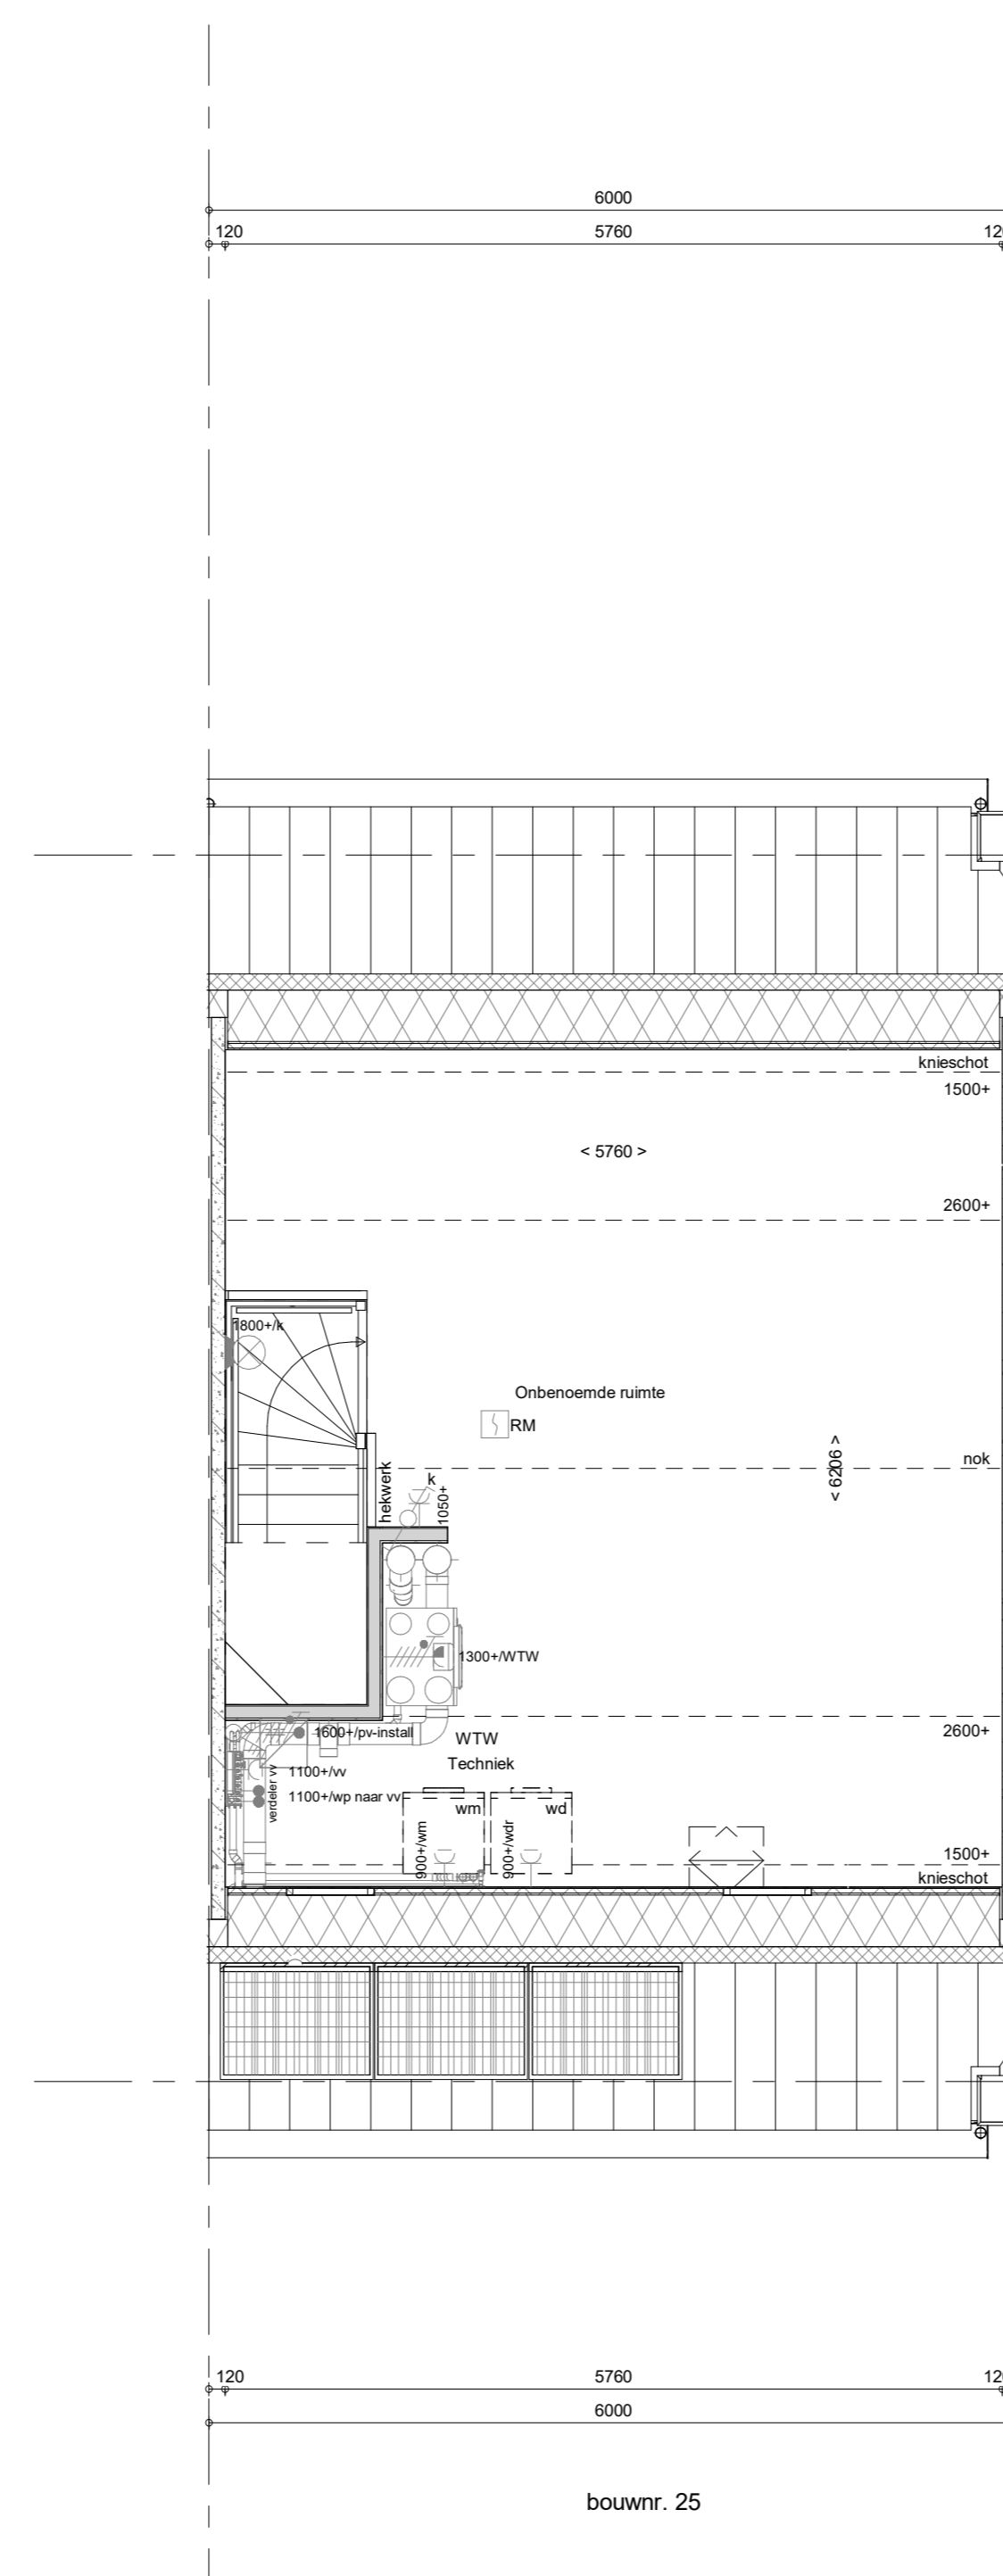 6000
120 5760 120
knieschot
1500+
< 5760 >
2600+
1800+/k
Onbenoemde ruimte
RM
< 6206 >
nok
hekwerk
k
1050+
1300+/WTW
1600+/pv-install
WTW
2600+
Techniek
1100+/vv
verdeler vv
1100+/wp naar vv
wm
wd
900+/wm
900+/wdr
1500+
knieschot
120 5760
6000
bouwnr. 25